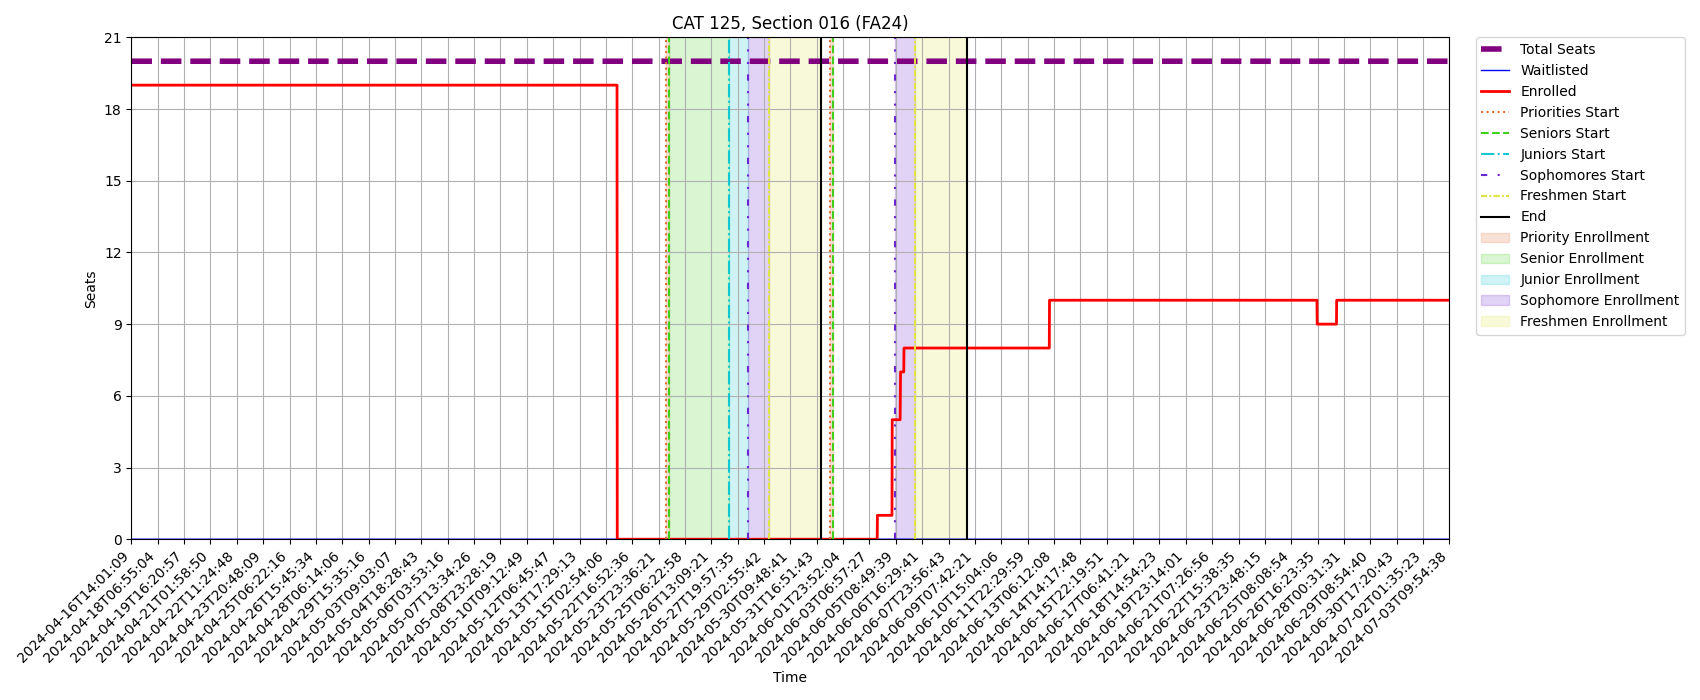 CAT 125, Section 016 (FA24)
21
18
15
12
9
6
3
0
Seats
2024-04-16T14:01:09
2024-04-18T06:55:04
2024-04-19T16:20:57
2024-04-21T01:58:50
2024-04-22T11:24:48
2024-04-23T20:48:09
2024-04-25T06:22:16
2024-04-26T15:45:34
2024-04-28T06:14:06
2024-04-29T15:35:16
2024-05-03T09:03:07
2024-05-04T18:28:43
2024-05-06T03:53:16
2024-05-07T13:34:26
2024-05-08T23:28:19
2024-05-10T09:12:49
2024-05-12T06:45:47
2024-05-13T17:29:13
2024-05-15T02:54:06
2024-05-22T16:52:36
2024-05-23T23:36:21
2024-05-25T06:22:58
2024-05-26T13:09:21
2024-05-27T19:57:35
2024-05-29T02:55:42
2024-05-30T09:48:41
2024-05-31T16:51:43
2024-06-01T23:52:04
2024-06-03T06:57:27
2024-06-05T08:49:39
2024-06-06T16:29:41
2024-06-07T23:56:43
2024-06-09T07:42:21
2024-06-10T15:04:06
2024-06-11T22:29:59
2024-06-13T06:12:08
2024-06-14T14:17:48
2024-06-15T22:19:51
2024-06-17T06:41:21
2024-06-18T14:54:23
2024-06-19T23:14:01
2024-06-21T07:26:56
2024-06-22T15:38:35
2024-06-23T23:48:15
2024-06-25T08:08:54
2024-06-26T16:23:35
2024-06-28T00:31:31
2024-06-29T08:54:40
2024-06-30T17:20:43
2024-07-02T01:35:23
2024-07-03T09:54:38
Time
Total Seats
Waitlisted
Enrolled
Priorities Start
Seniors Start
Juniors Start
Sophomores Start
Freshmen Start
End
Priority Enrollment
Senior Enrollment
Junior Enrollment
Sophomore Enrollment
Freshmen Enrollment